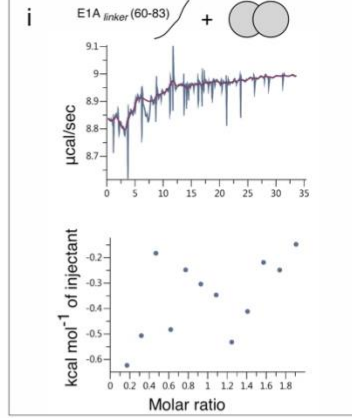 i
E1A linker (60-83) +
9.1
9
8.9
8.8
8.7
µcal/sec
0 5 10 15 20 25 30 35
-0.2
-0.3
-0.4
-0.5
-0.6
kcal mol⁻¹ of injectant
0 0.2 0.4 0.6 0.8 1 1.2 1.4 1.6 1.8
Molar ratio